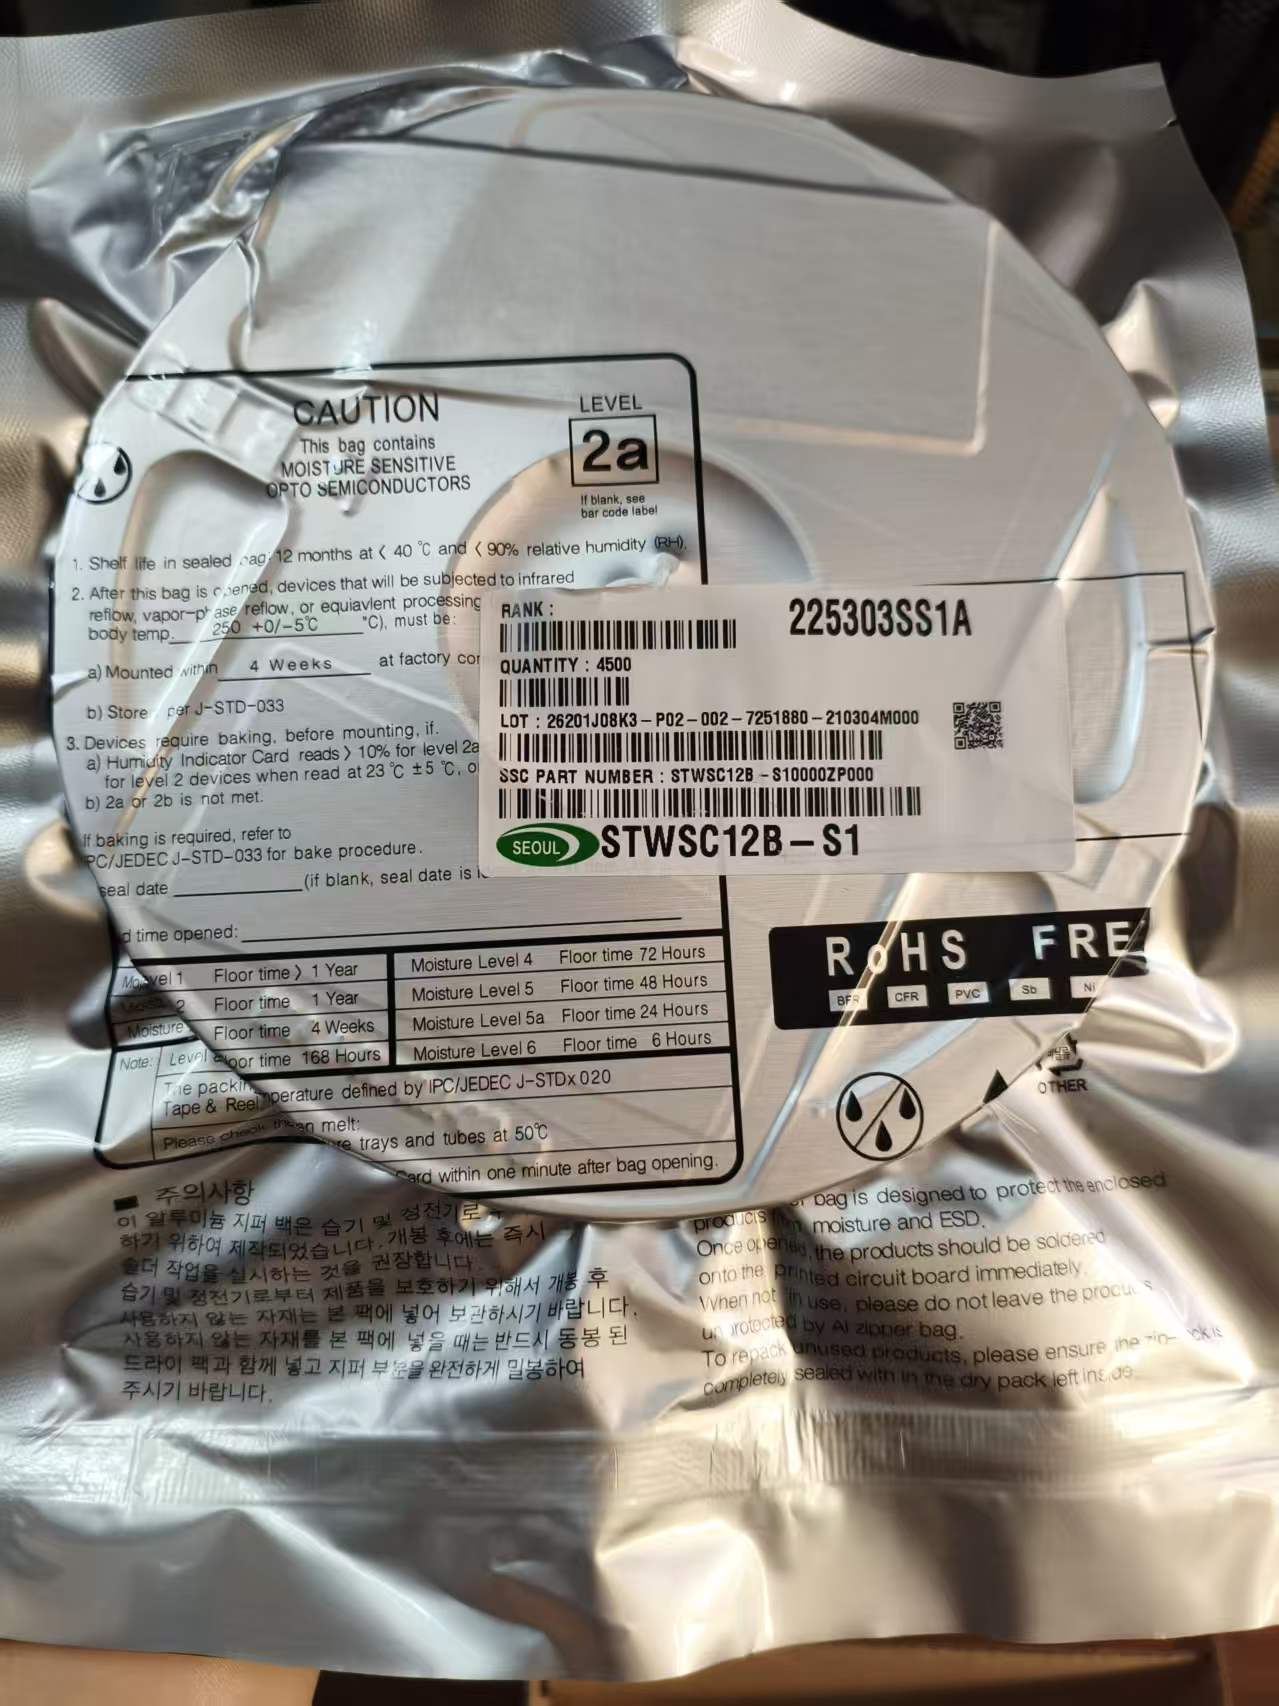 CAUTION
This bag contains
MOISTURE SENSITIVE
OPTO SEMICONDUCTORS
LEVEL
2a
If blank, see
bar code label
1. Shelf life in sealed bag: 12 months at < 40 ℃ and < 90% relative humidity (RH).
2. After this bag is opened, devices that will be subjected to infrared
reflow, vapor-phase reflow, or equiavlent processing
body temp. 250 +0/-5℃ ℃), must be:
a) Mounted within 4 Weeks at factory
b) Store per J-STD-033
3. Devices require baking, before mounting, if.
a) Humidity Indicator Card reads > 10% for level 2a
for level 2 devices when read at 23 ℃ ±5 ℃,
b) 2a or 2b is not met.
If baking is required, refer to
PC/JEDEC J-STD-033 for bake procedure.
seal date (if blank, seal date is
d time opened:
RANK :
225303SS1A
QUANTITY : 4500
LOT : 26201J08K3-P02-002-7251880-210304M000
SSC PART NUMBER : STWSC12B-S10000ZP000
SEOUL STWSC12B-S1
1 Floor time > 1 Year
2 Floor time 1 Year
Moisture Floor time 4 Weeks
Level Floor time 168 Hours
Moisture Level 4 Floor time 72 Hours
Moisture Level 5 Floor time 48 Hours
Moisture Level 5a Floor time 24 Hours
Moisture Level 6 Floor time 6 Hours
Note:
defined by IPC/JEDEC J-STDx 020
Tape & Reel melt:
trays and tubes at 50℃
Please check
Card within one minute after bag opening.
RoHS FRE
BFR CFR PVC Sb Ni
OTHER
주의사항
이 알루미늄 지퍼 백은 습기 및 정전기로
하기 위하여 제작되었습니다. 개봉 후에는 즉시
솔더 작업을 실시하는 것을 권장합니다.
습기 및 정전기로부터 제품을 보호하기 위해서 개봉 후
사용하지 않는 자재는 본 팩에 넣어 보관하시기 바랍니다.
사용하지 않는 자재를 본 팩에 넣을 때는 반드시 동봉 된
드라이 팩과 함께 넣고 지퍼 부분을 완전하게 밀봉하여
주시기 바랍니다.
bag is designed to protect the enclosed
products moisture and ESD.
Once opened, the products should be soldered
onto the printed circuit board immediately.
When not in use, please do not leave the
unprotected by Al zipper bag.
To repack unused products, please ensure the
completely sealed with in the dry pack left inside.